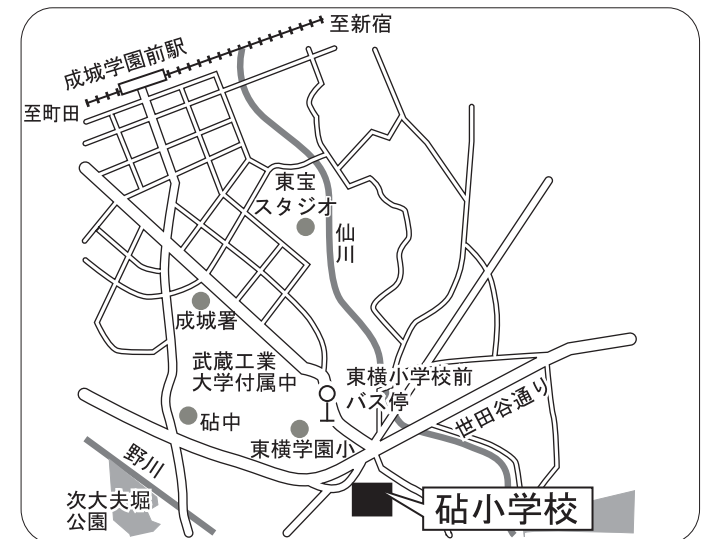 至新宿
成城学園前駅
至町田
東宝
スタジオ
仙川
成城署
武蔵工業
大学付属中
東横小学校前
バス停
世田谷通り
砧中
東横学園小
野川
次大夫堀
公園
砧小学校